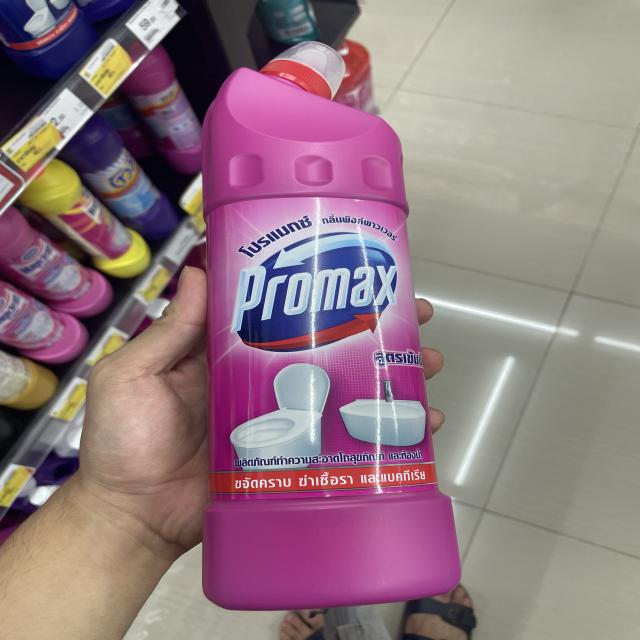 โปรแมกซ์ กลิ่นพิงค์เพาเวอร์
Promax
สูตรเข้ม
ผลิตภัณฑ์ทำความสะอาดโถสุขภัณฑ์ และห้องน้ำ
ขจัดคราบ ฆ่าเชื้อรา และแบคทีเรีย